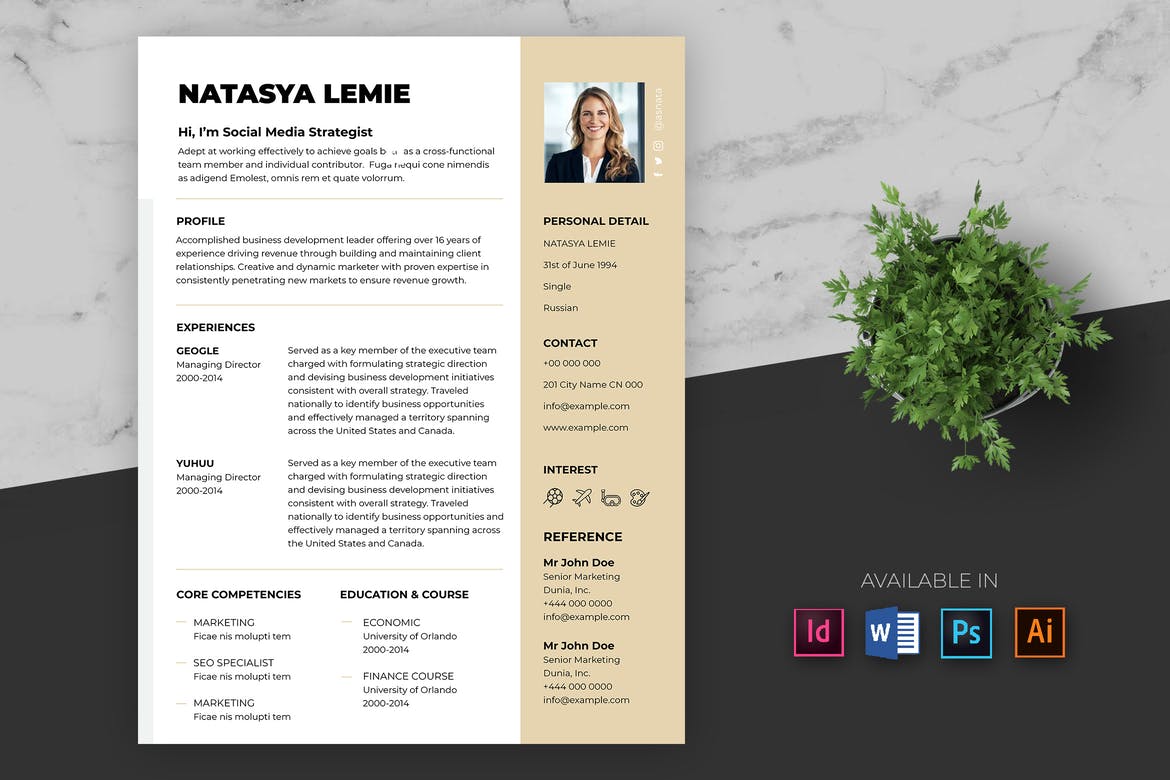 NATASYA LEMIE
Hi, I'm Social Media Strategist
Adept at working effectively to achieve goals as a cross-functional
team member and individual contributor. cone nimendis
as adigend Emolest, omnis rem et quate volorrum.
PROFILE
Accomplished business development leader offering over 16 years of
experience driving revenue through building and maintaining client
relationships. Creative and dynamic marketer with proven expertise in
consistently penetrating new markets to ensure revenue growth.
EXPERIENCES
GEOGLE
Managing Director
2000-2014
Served as a key member of the executive team
charged with formulating strategic direction
and devising business development initiatives
consistent with overall strategy. Traveled
nationally to identify business opportunities
and effectively managed a territory spanning
across the United States and Canada.
YUHUU
Managing Director
2000-2014
Served as a key member of the executive team
charged with formulating strategic direction
and devising business development initiatives
consistent with overall strategy. Traveled
nationally to identify business opportunities and
effectively managed a territory spanning across
the United States and Canada.
CORE COMPETENCIES
MARKETING
Ficae nis molupti tem
SEO SPECIALIST
Ficae nis molupti tem
MARKETING
Ficae nis molupti tem
EDUCATION & COURSE
ECONOMIC
University of Orlando
2000-2014
FINANCE COURSE
University of Orlando
2000-2014
@asnata
PERSONAL DETAIL
NATASYA LEMIE
31st of June 1994
Single
Russian
CONTACT
+00 000 000
201 City Name CN 000
info@example.com
www.example.com
INTEREST
REFERENCE
Mr John Doe
Senior Marketing
Dunia, Inc.
+444 000 0000
info@example.com
Mr John Doe
Senior Marketing
Dunia, Inc.
+444 000 0000
info@example.com
AVAILABLE IN
Id
W
Ps
Ai